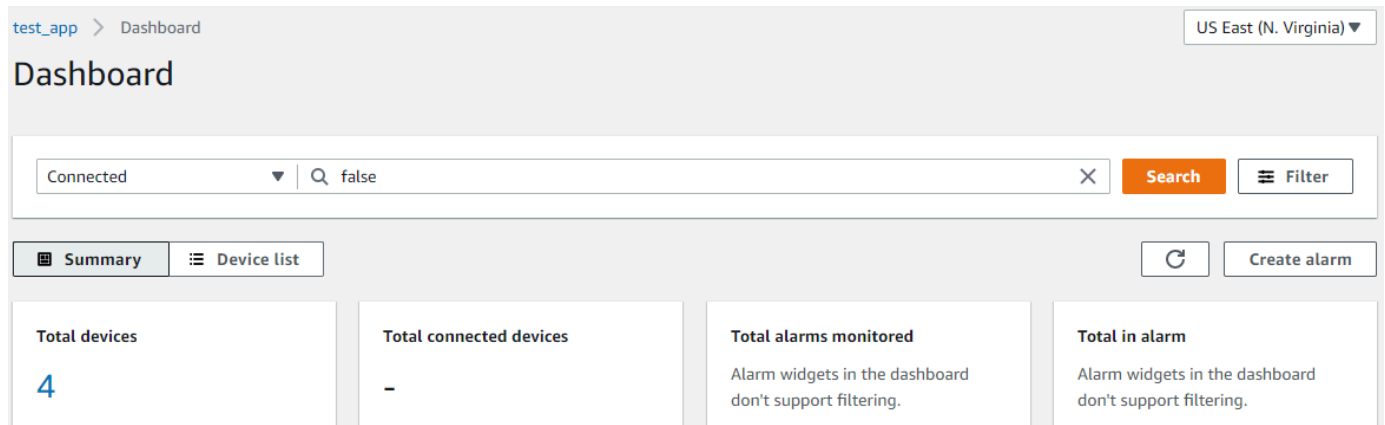 test_app > Dashboard
US East (N. Virginia)
Dashboard
Connected
false
Search
Filter
Summary
Device list
Create alarm
Total devices
4
Total connected devices
-
Total alarms monitored
Alarm widgets in the dashboard
don't support filtering.
Total in alarm
Alarm widgets in the dashboard
don't support filtering.